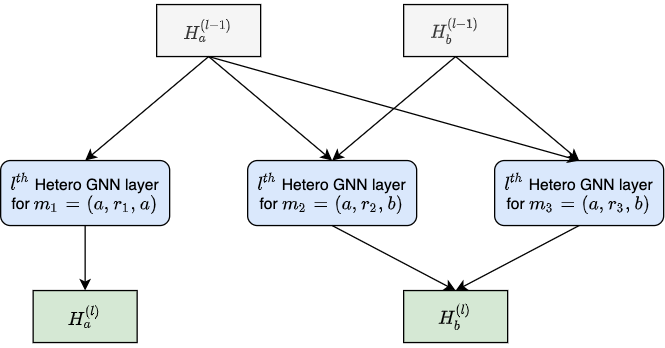 H_a^{(l-1)}
H_b^{(l-1)}
l^{th} Hetero GNN layer
for m_1 = (a, r_1, a)
l^{th} Hetero GNN layer
for m_2 = (a, r_2, b)
l^{th} Hetero GNN layer
for m_3 = (a, r_3, b)
H_a^{(l)}
H_b^{(l)}